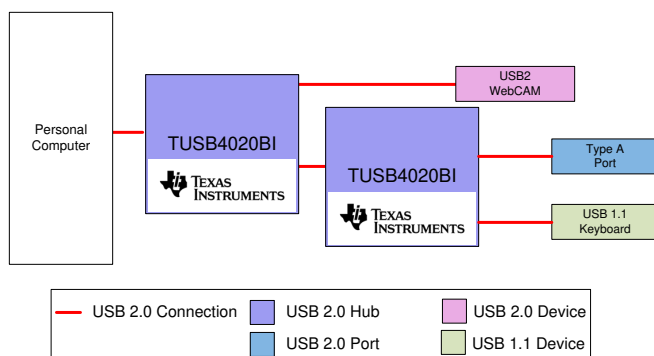 USB2
WebCAM
Personal
Computer
TUSB4020BI
TEXAS
INSTRUMENTS
TUSB4020BI
TEXAS
INSTRUMENTS
Type A
Port
USB 1.1
Keyboard
USB 2.0 Connection
USB 2.0 Hub
USB 2.0 Device
USB 2.0 Port
USB 1.1 Device